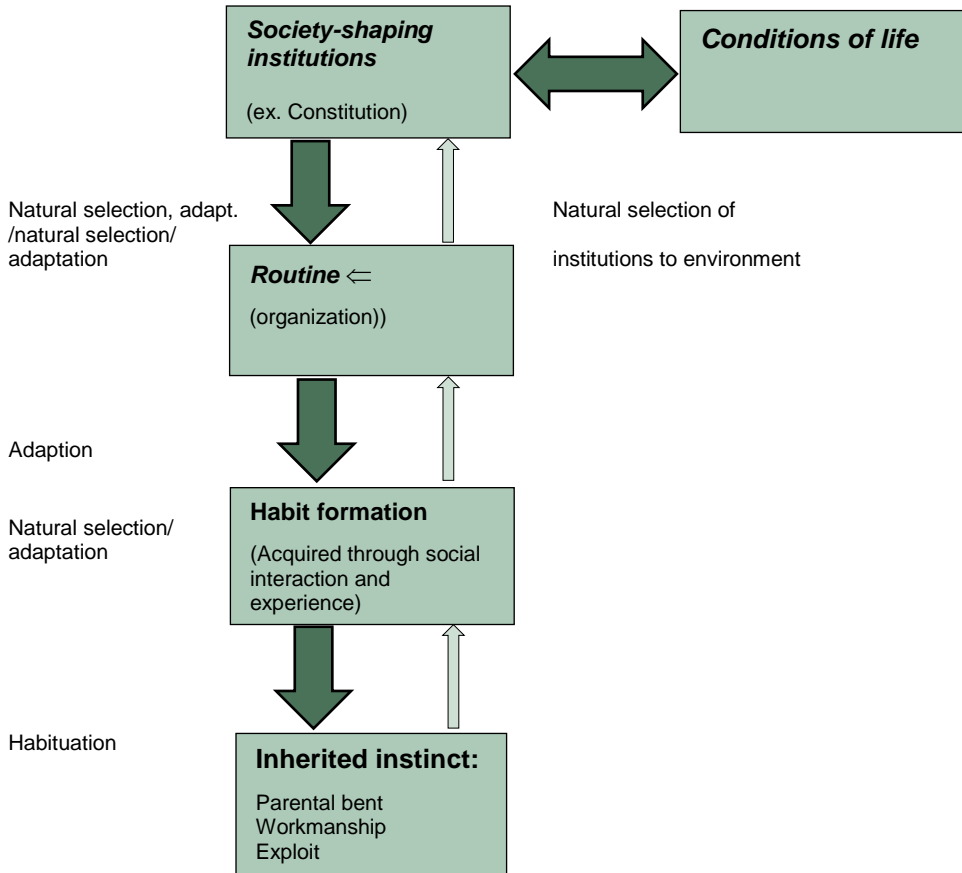 Society-shaping
institutions
(ex. Constitution)
Conditions of life
Natural selection, adapt.
/natural selection/
adaptation
Natural selection of
institutions to environment
Routine ⇐
(organization))
Adaption
Natural selection/
adaptation
Habit formation
(Acquired through social
interaction and
experience)
Habituation
Inherited instinct:
Parental bent
Workmanship
Exploit